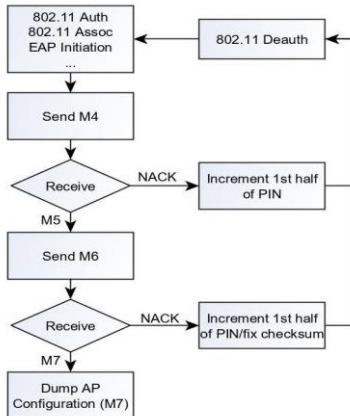 802.11 Auth
802.11 Assoc
EAP Initiation
...
802.11 Deauth
Send M4
Receive
NACK
Increment 1st half
of PIN
M5
Send M6
Receive
NACK
Increment 1st half
of PIN/fix checksum
M7
Dump AP
Configuration (M7)